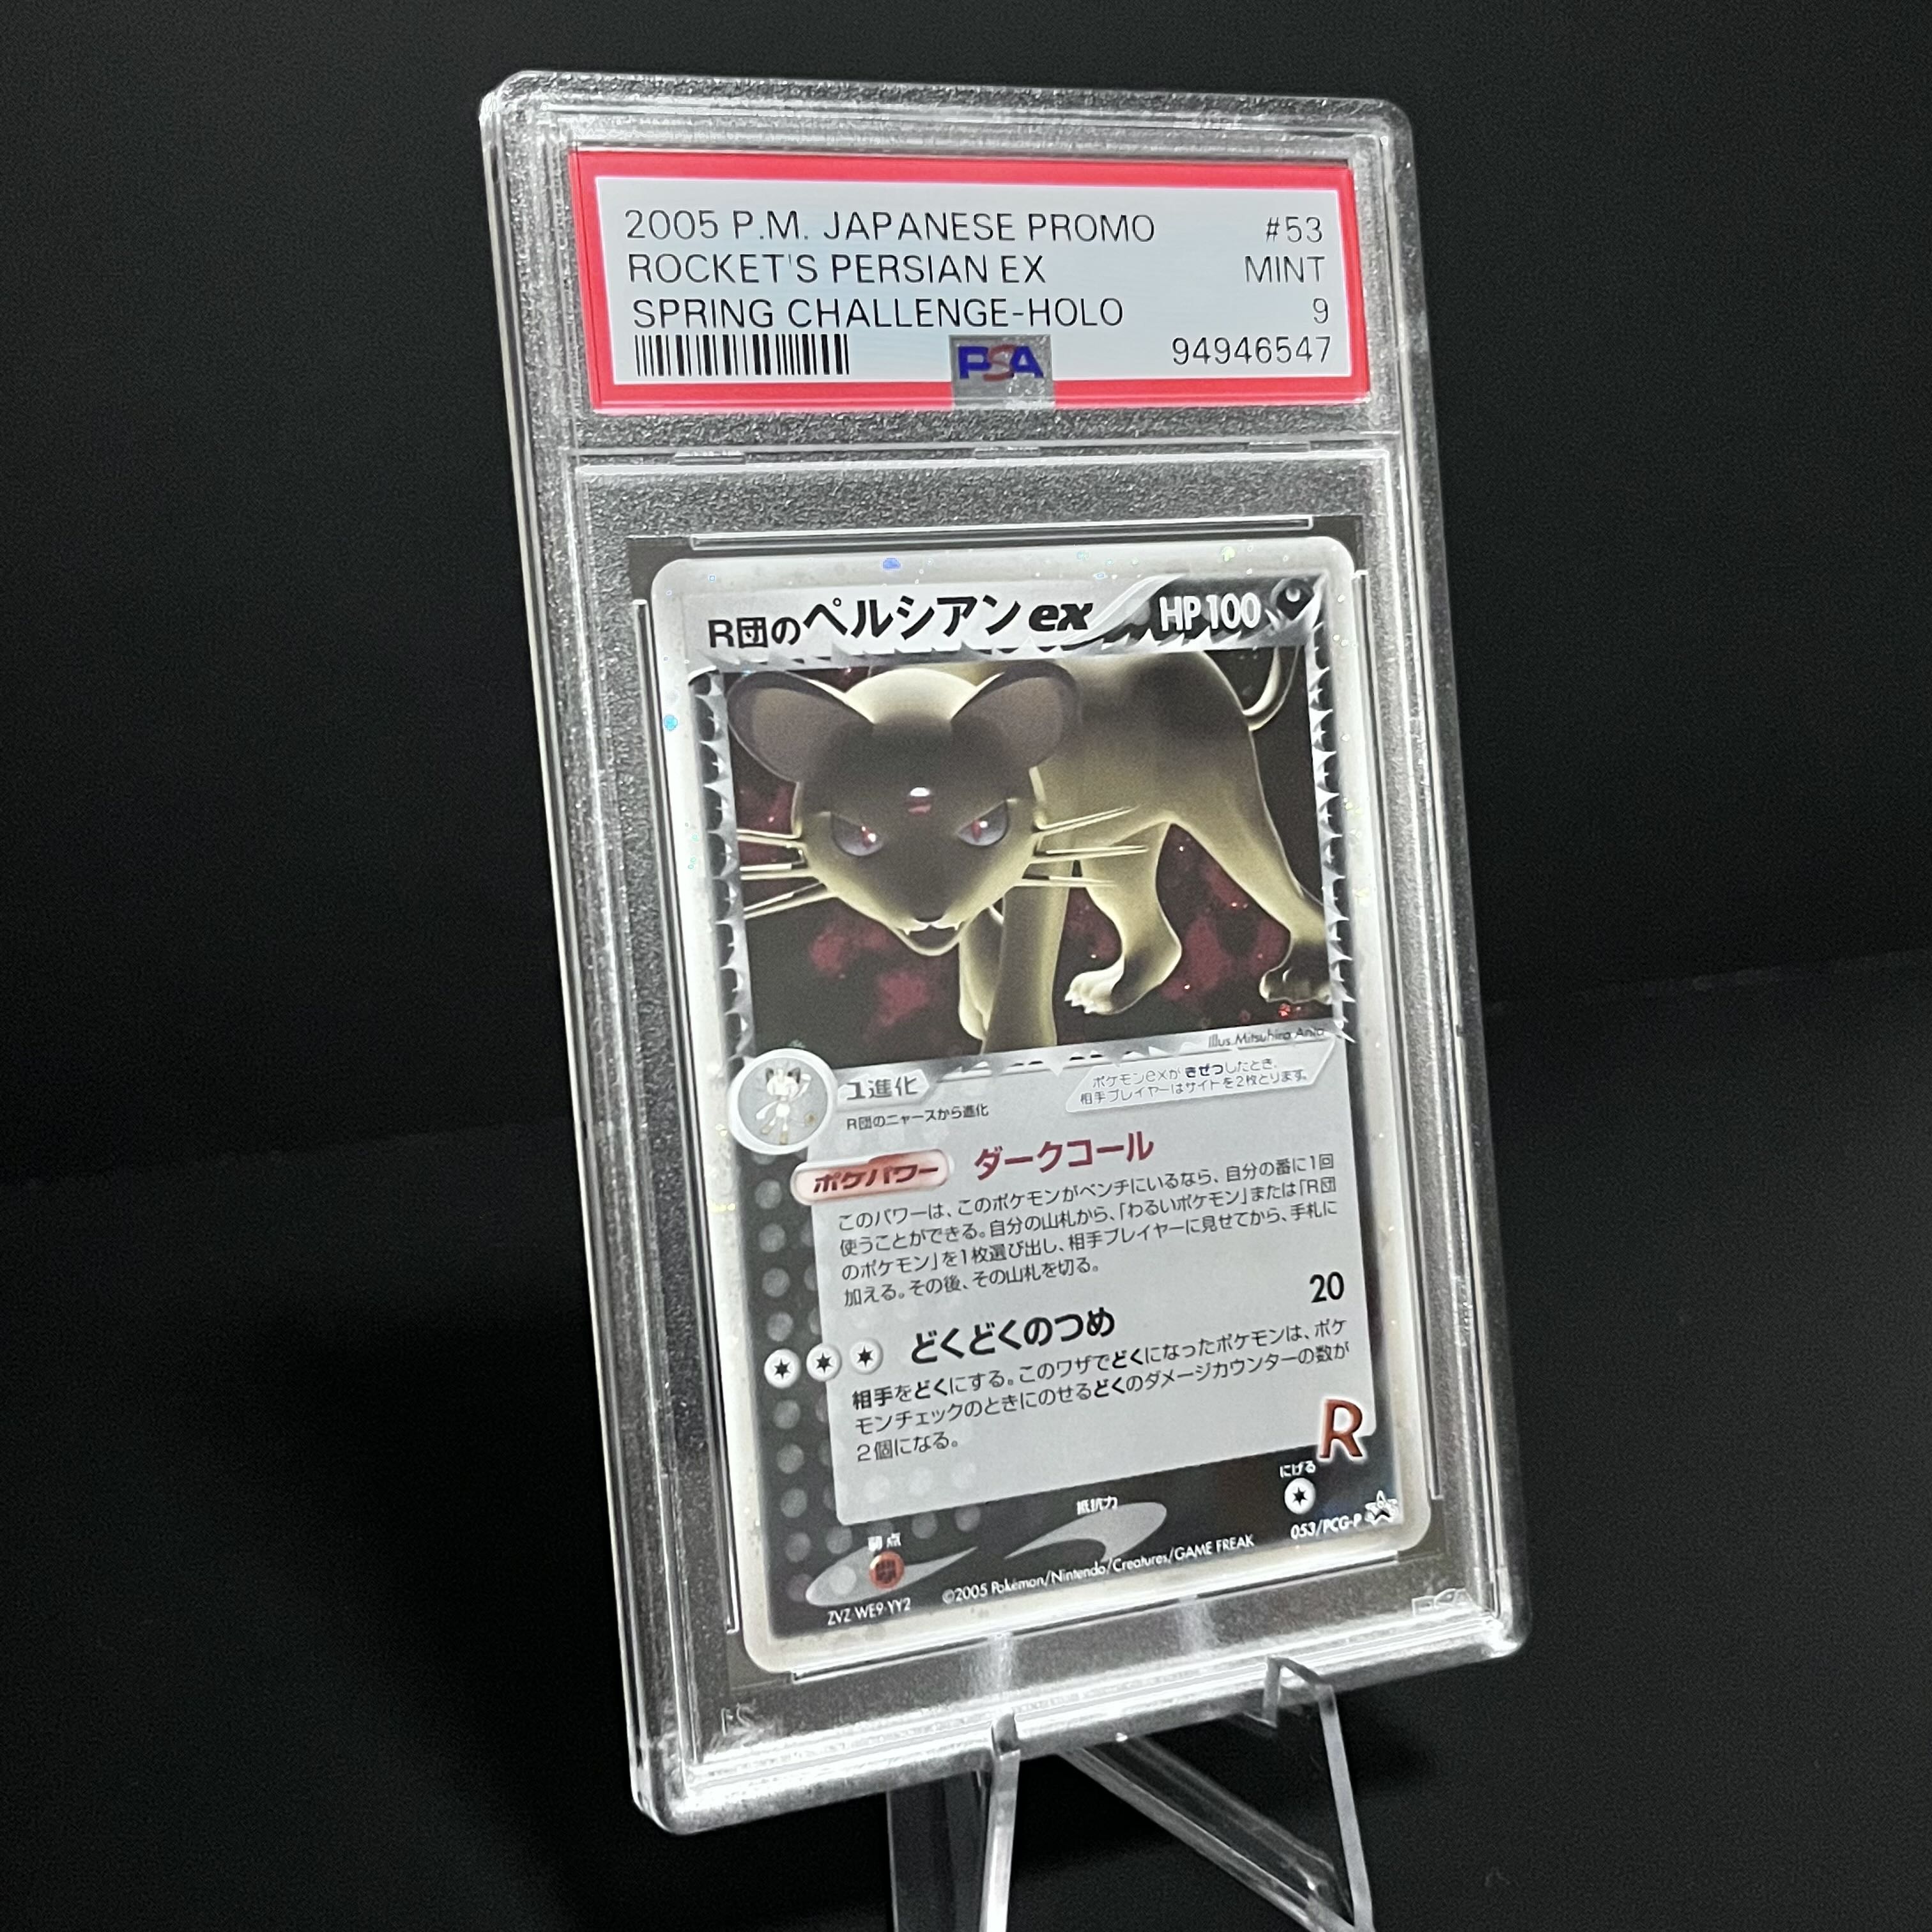 2005 P.M. JAPANESE PROMO #53
ROCKET'S PERSIAN EX MINT
SPRING CHALLENGE-HOLO 9
PSA 94946547
R団のペルシアンex HP100
Illus. Mitsuhiro Arita
1進化
R団のニャースから進化
ポケモンexがきぜつしたとき、
相手プレイヤーはサイドを2枚とります。
ポケパワー ダークコール
このパワーは、このポケモンがベンチにいるなら、自分の番に1回
使うことができる。自分の山札から、「わるいポケモン」または「R団
のポケモン」を1枚選び出し、相手プレイヤーに見せてから、手札に
加える。その後、その山札を切る。
どくどくのつめ 20
相手をどくにする。このワザでどくになったポケモンは、ポケ
モンチェックのときにのせるどくのダメージカウンターの数が
2個になる。
R
弱点
抵抗力
にげる
053/PCG-P
ZVZ-WE9-YY2
©2005 Pokémon/Nintendo/Creatures/GAME FREAK